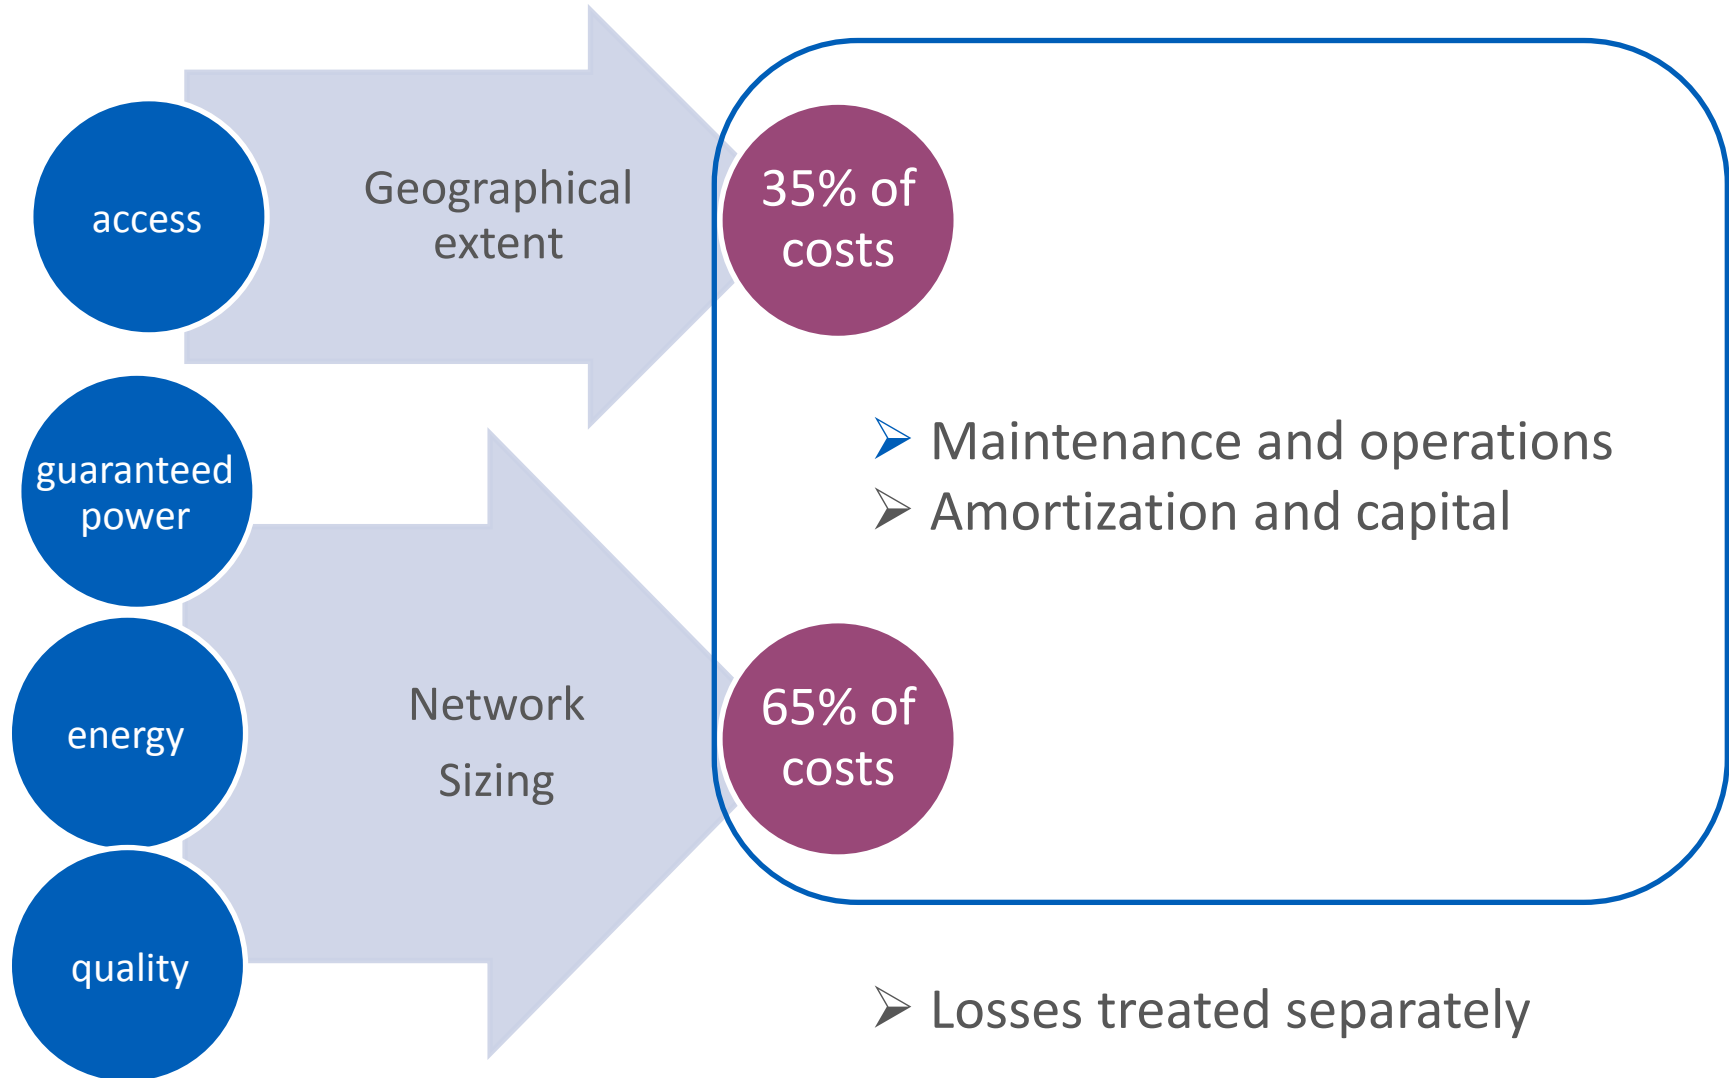 access
Geographical
extent
35% of
costs
guaranteed
power
Maintenance and operations
Amortization and capital
energy
Network
Sizing
65% of
costs
quality
Losses treated separately